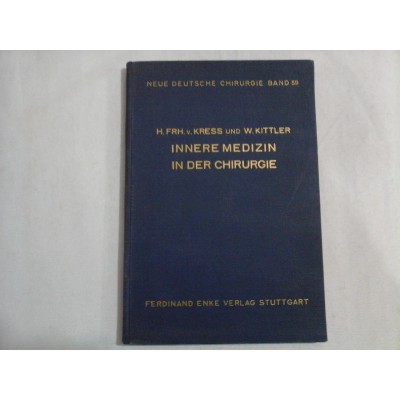 NEUE DEUTSCHE CHIRURGIE BAND 59
H. FRH. v. KRESS UND W. KITTLER
INNERE MEDIZIN
IN DER CHIRURGIE
FERDINAND ENKE VERLAG STUTTGART